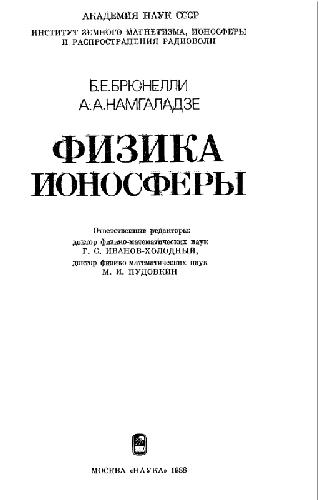 АКАДЕМИЯ НАУК СССР
ИНСТИТУТ ЗЕМНОГО МАГНЕТИЗМА, ИОНОСФЕРЫ
И РАСПРОСТРАНЕНИЯ РАДИОВОЛН
Б.Е.БРЮНЕЛЛИ
А.А.НАМГАЛАДЗЕ
ФИЗИКА
ИОНОСФЕРЫ
Ответственные редакторы:
доктор физико-математических наук
Г. С. ИВАНОВ-ХОЛОДНЫЙ,
доктор физико-математических наук
М. И. ПУДОВКИН
МОСКВА «НАУКА» 1988